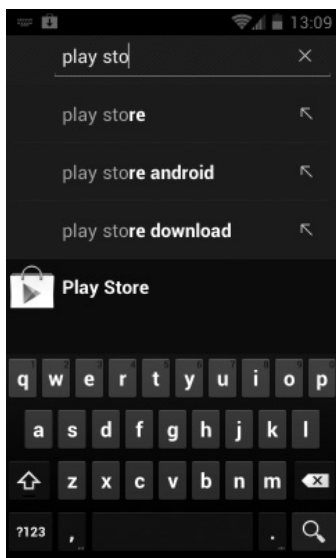 13:09
play sto
play store
play store android
play store download
Play Store
q w e r t y u i o p
a s d f g h j k l
z x c v b n m
?123 , .